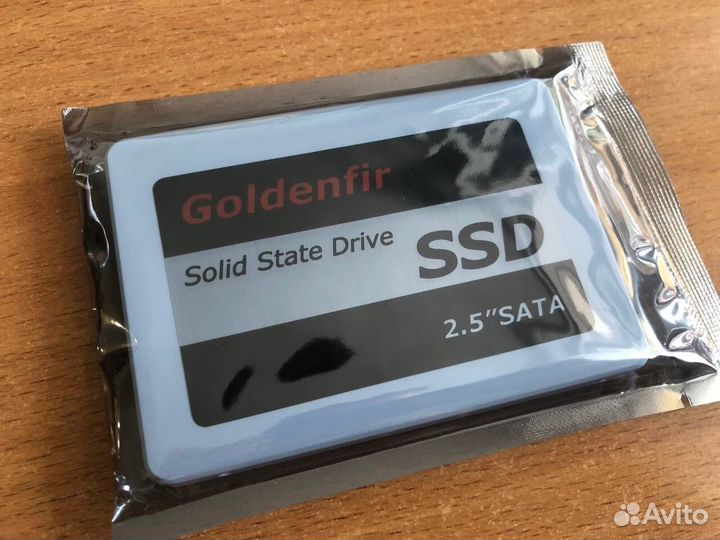 Goldenfir
Solid State Drive
SSD
2.5"SATA
Avito